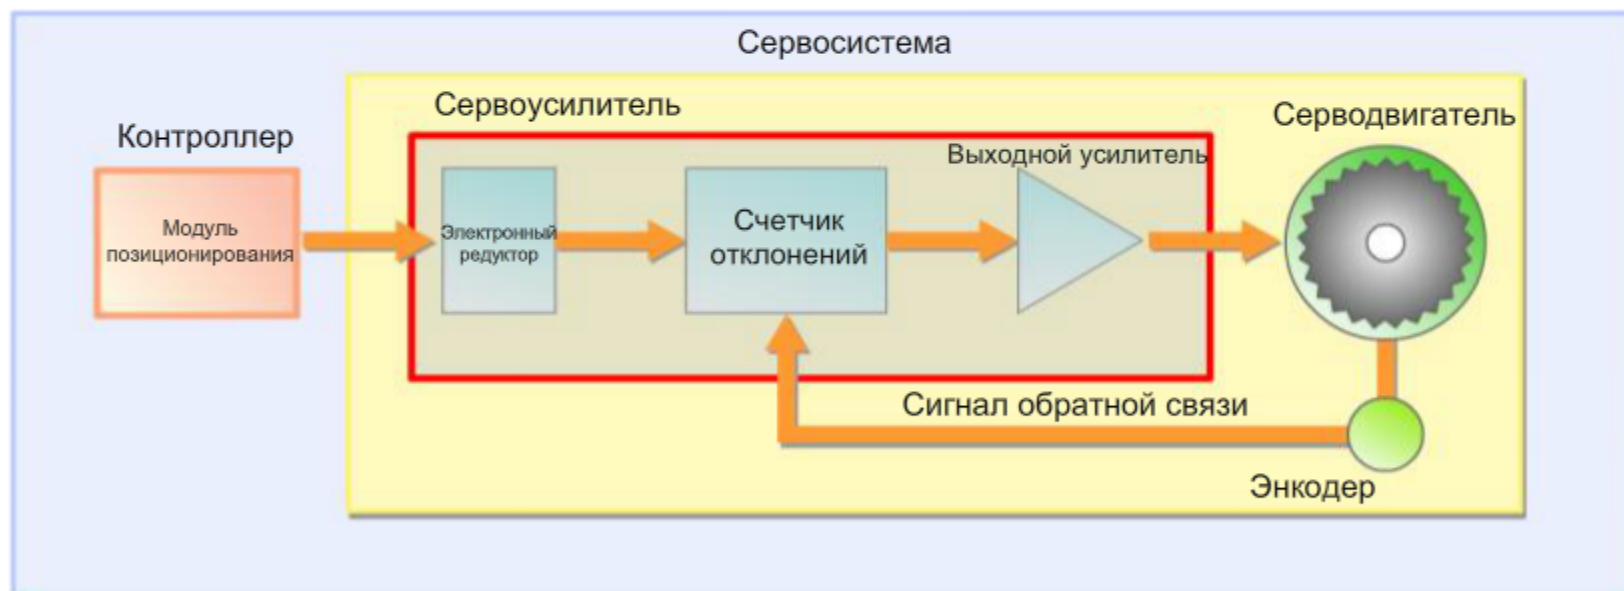 Сервосистема
Сервоусилитель
Контроллер
Серводвигатель
Выходной усилитель
Модуль
позиционирования
Электронный
редуктор
Счетчик
отклонений
Сигнал обратной связи
Энкодер